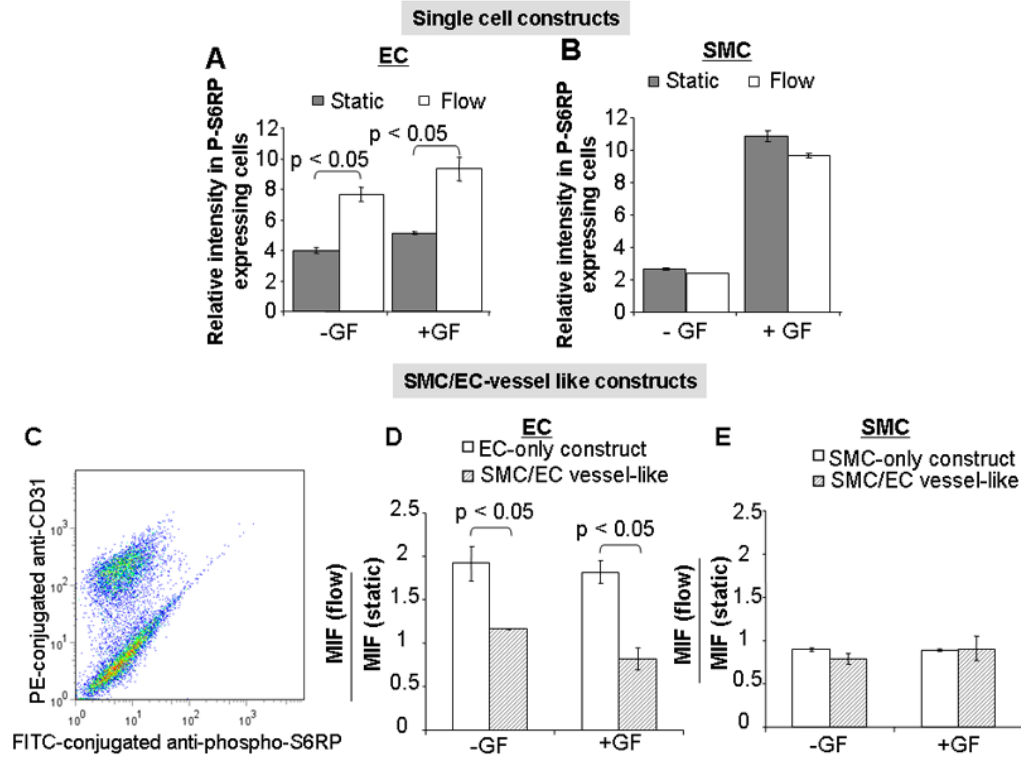 Single cell constructs
A
EC
Static Flow
Relative intensity in P-S6RP
expressing cells
12
10
8
6
4
2
0
p < 0.05
p < 0.05
-GF +GF
B
SMC
Static Flow
Relative intensity in P-S6RP
expressing cells
12
10
8
6
4
2
0
- GF + GF
SMC/EC-vessel like constructs
C
PE-conjugated anti-CD31
10³
10²
10¹
10⁰
10⁰ 10¹ 10² 10³
FITC-conjugated anti-phospho-S6RP
D
EC
EC-only construct
SMC/EC vessel-like
MIF (flow)
MIF (static)
2.5
2
1.5
1
0.5
0
p < 0.05
p < 0.05
-GF +GF
E
SMC
SMC-only construct
SMC/EC vessel-like
MIF (flow)
MIF (static)
2.5
2
1.5
1
0.5
0
-GF +GF